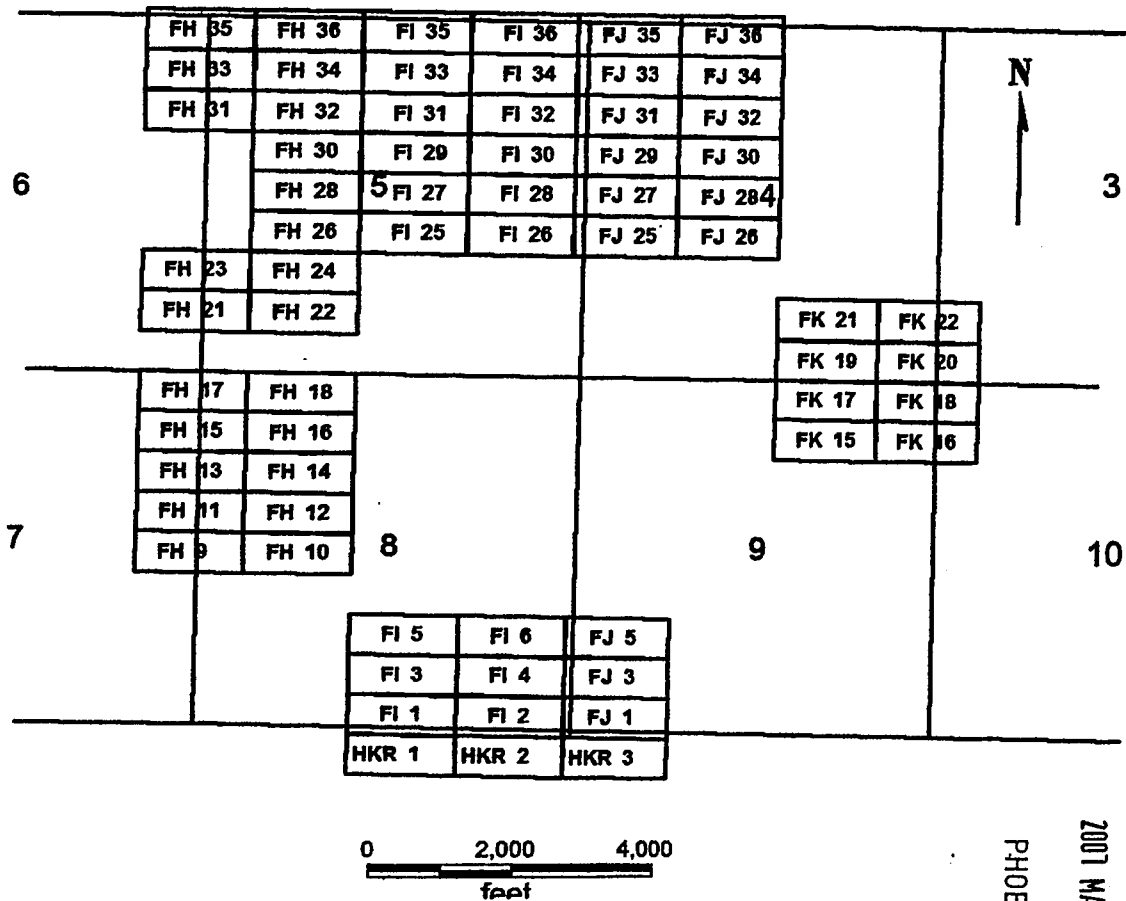 FH 35 FH 36 FI 35 FI 36 FJ 35 FJ 36
FH 33 FH 34 FI 33 FI 34 FJ 33 FJ 34
N
FH 31 FH 32 FI 31 FI 32 FJ 31 FJ 32
FH 30 FI 29 FI 30 FJ 29 FJ 30
6 FH 28 5 FI 27 FI 28 FJ 27 FJ 28 4 3
FH 26 FI 25 FI 26 FJ 25 FJ 26
FH 23 FH 24
FH 21 FH 22
FK 21 FK 22
FK 19 FK 20
FH 17 FH 18
FK 17 FK 18
FH 15 FH 16
FK 15 FK 16
FH 13 FH 14
FH 11 FH 12
7 FH 9 FH 10 8 9 10
FI 5 FI 6 FJ 5
FI 3 FI 4 FJ 3
FI 1 FI 2 FJ 1
HKR 1 HKR 2 HKR 3
0 2,000 4,000
feet
2001 MA
PHOE